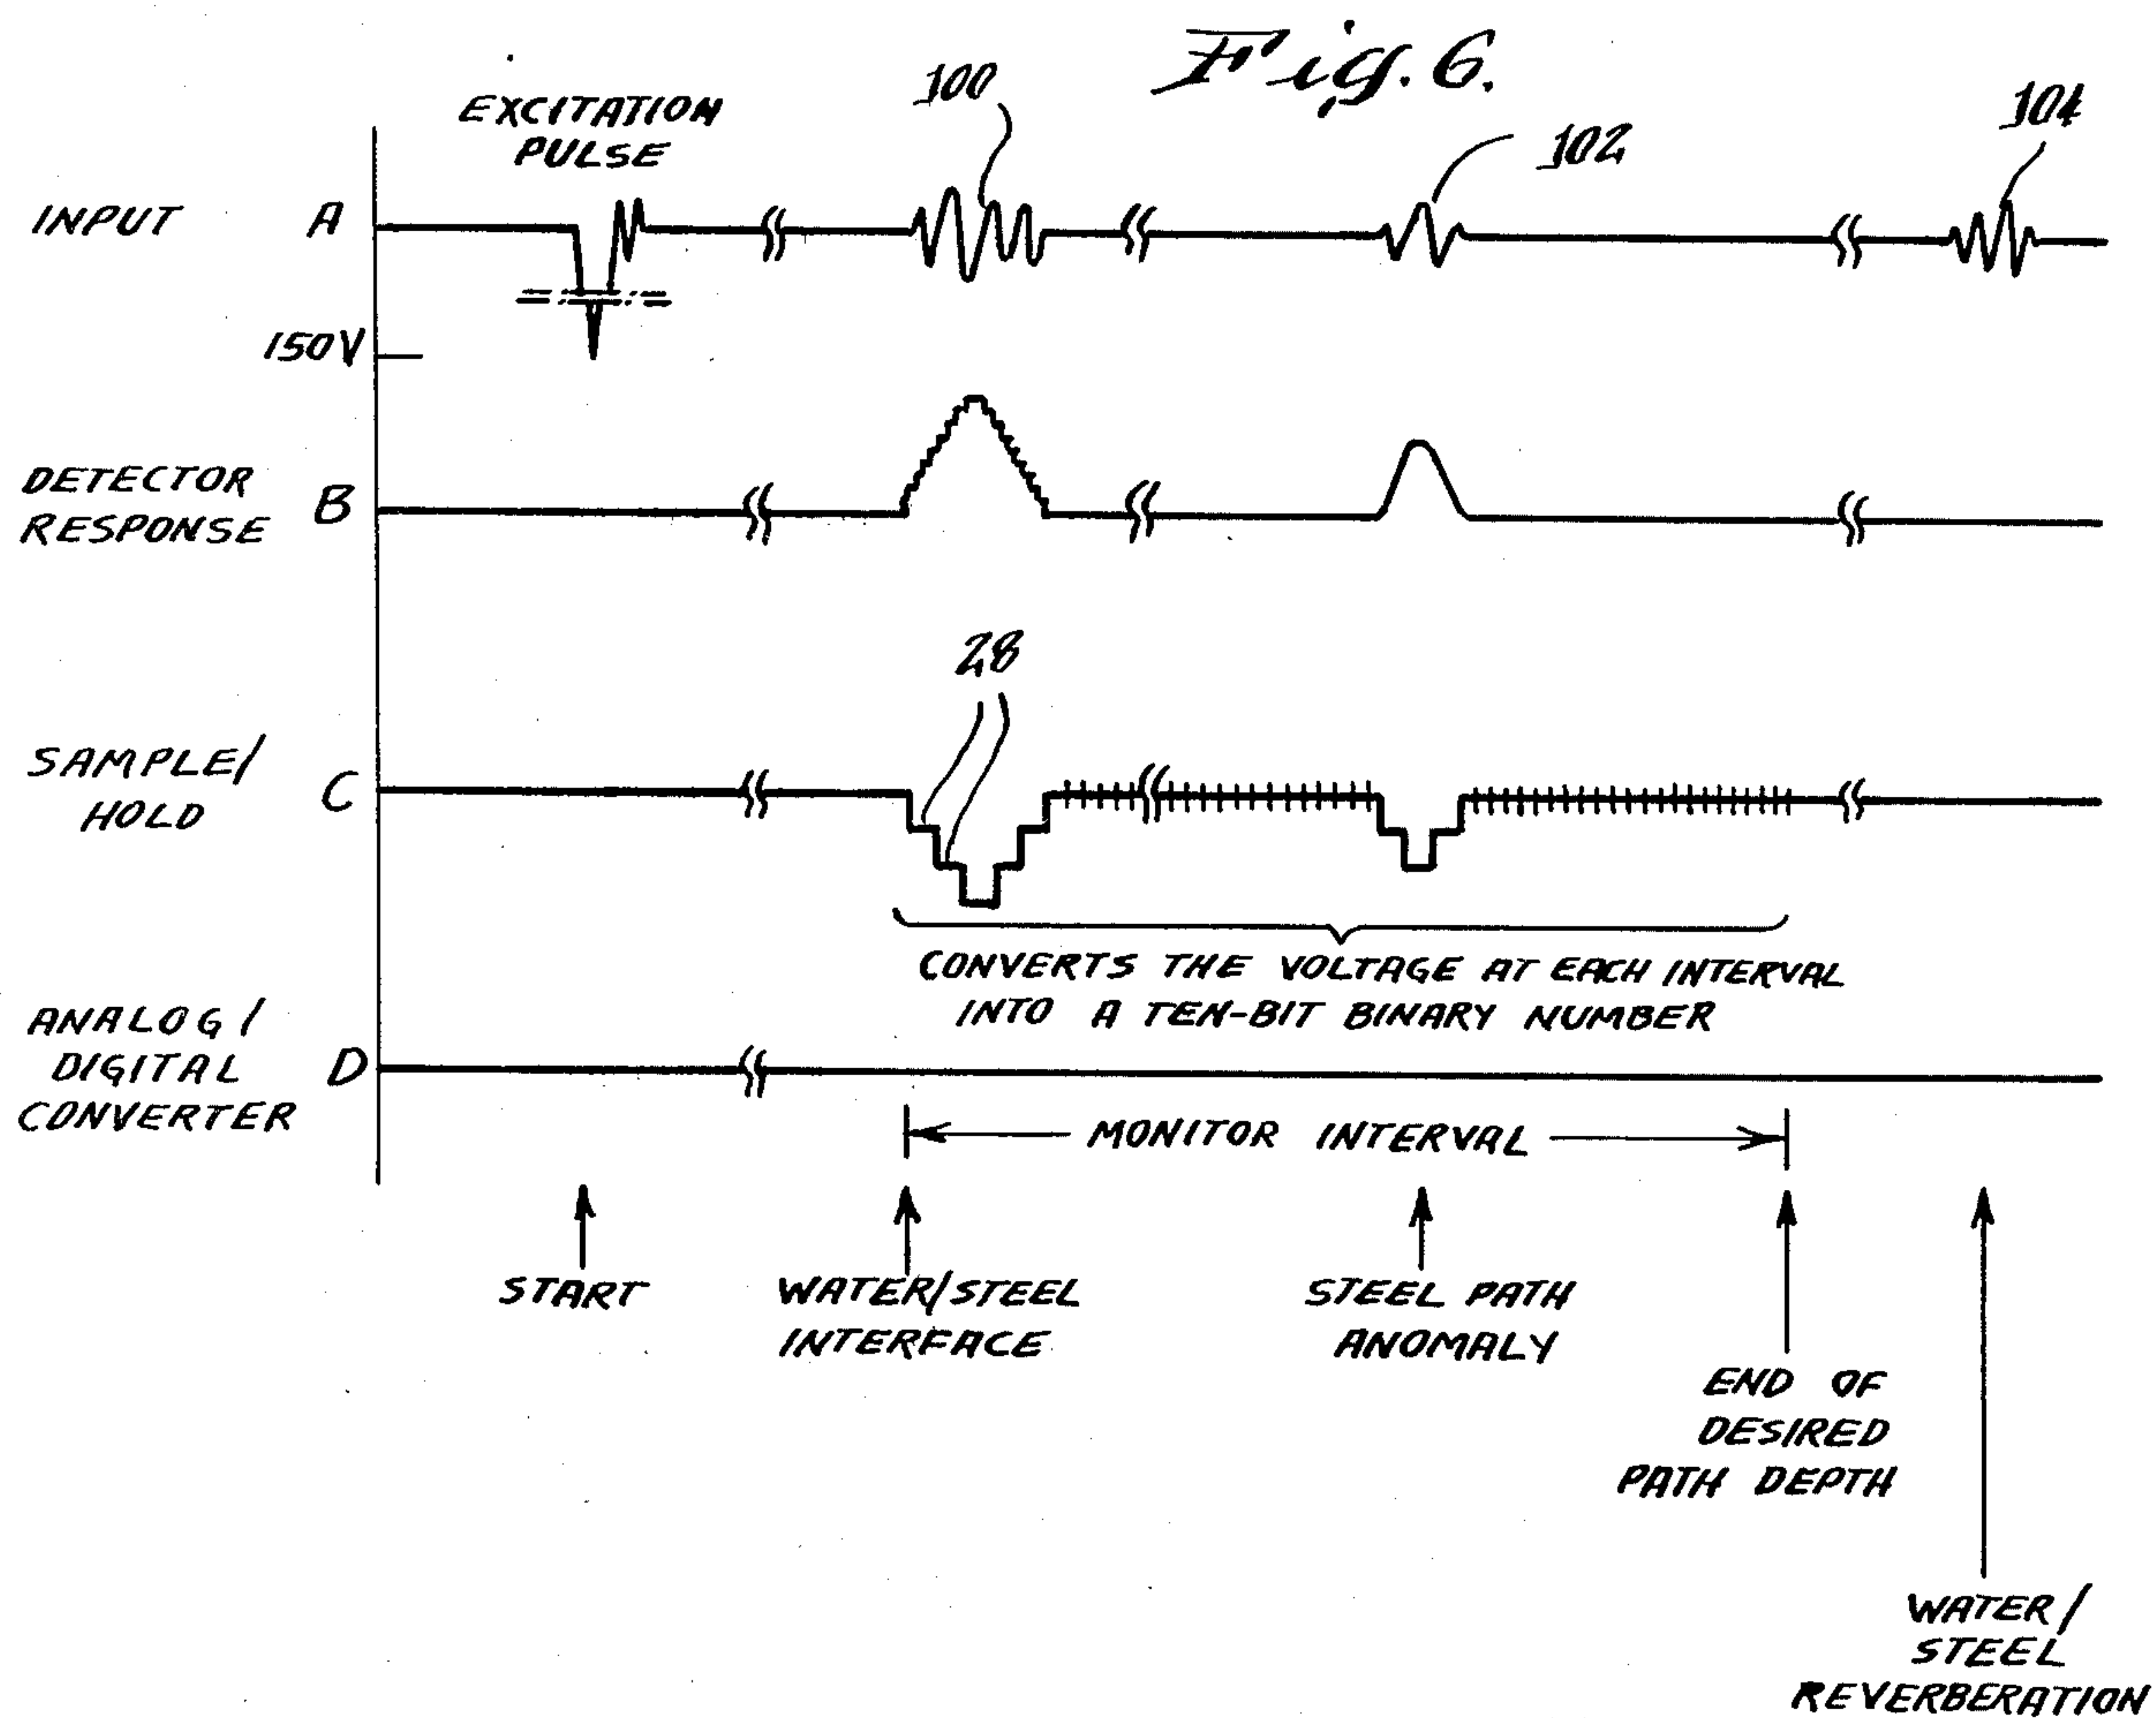 Fig. 6.
EXCITATION
PULSE
100
102
104
INPUT A
150V
DETECTOR
RESPONSE
B
28
SAMPLE/
HOLD
C
CONVERTS THE VOLTAGE AT EACH INTERVAL
INTO A TEN-BIT BINARY NUMBER
ANALOG/
DIGITAL
CONVERTER
D
MONITOR INTERVAL
START
WATER/STEEL
INTERFACE
STEEL PATH
ANOMALY
END OF
DESIRED
PATH DEPTH
WATER/
STEEL
REVERBERATION